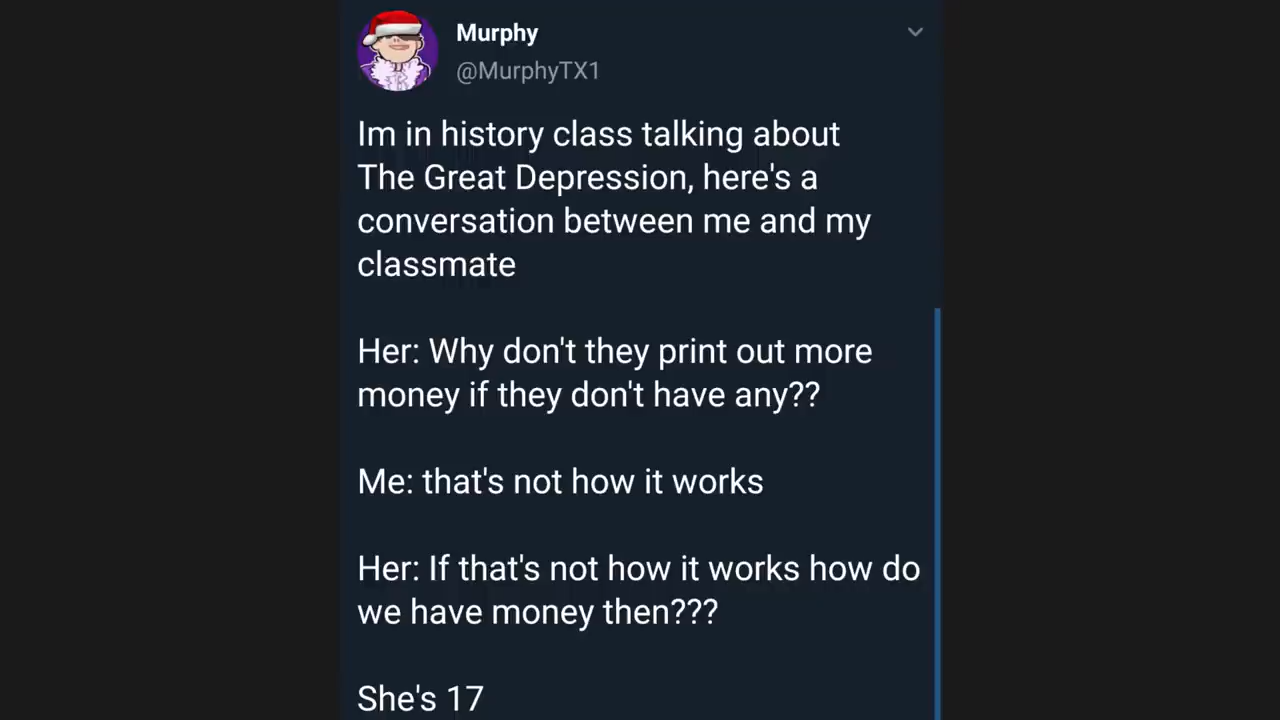 Murphy
@MurphyTX1
Im in history class talking about
The Great Depression, here's a
conversation between me and my
classmate
Her: Why don't they print out more
money if they don't have any??
Me: that's not how it works
Her: If that's not how it works how do
we have money then???
She's 17